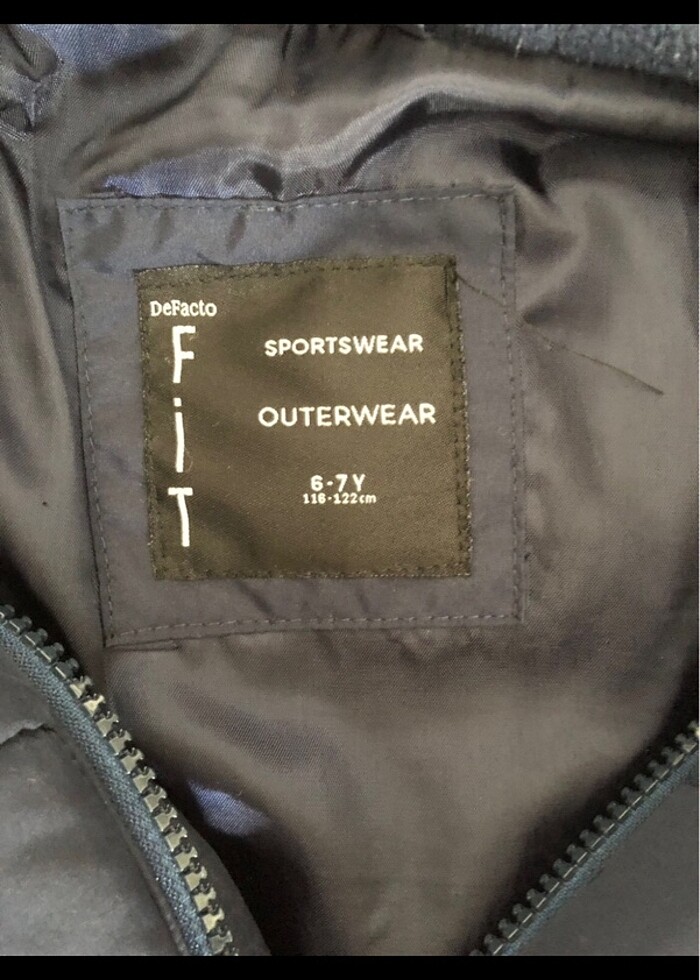 DeFacto
FiT
SPORTSWEAR
OUTERWEAR
6-7Y
116-122cm